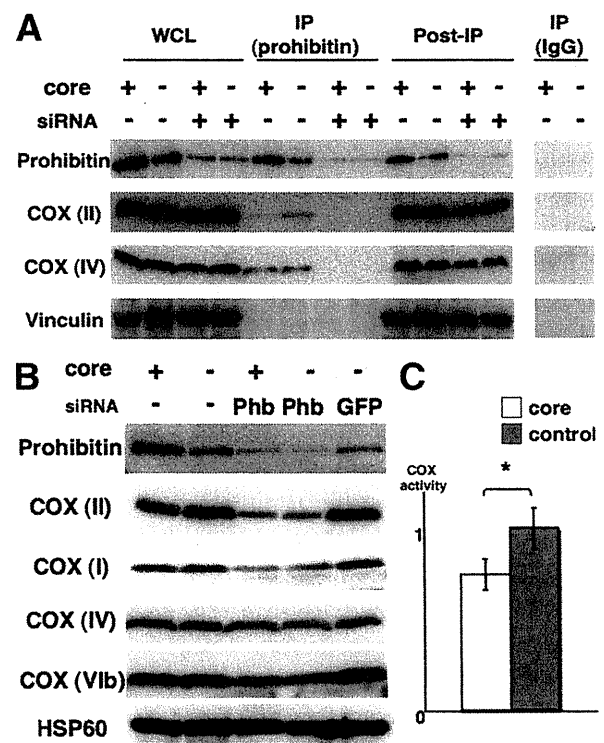 A
WCL
IP
(prohibitin)
Post-IP
IP
(IgG)
core + - + - + - + - + - + - + -
siRNA + + + + + +
Prohibitin
COX (II)
COX (IV)
Vinculin
B
core + - + - -
siRNA - - Phb Phb GFP
Prohibitin
COX (II)
COX (I)
COX (IV)
COX (VIb)
HSP60
C
core
control
COX
activity
*
1
0